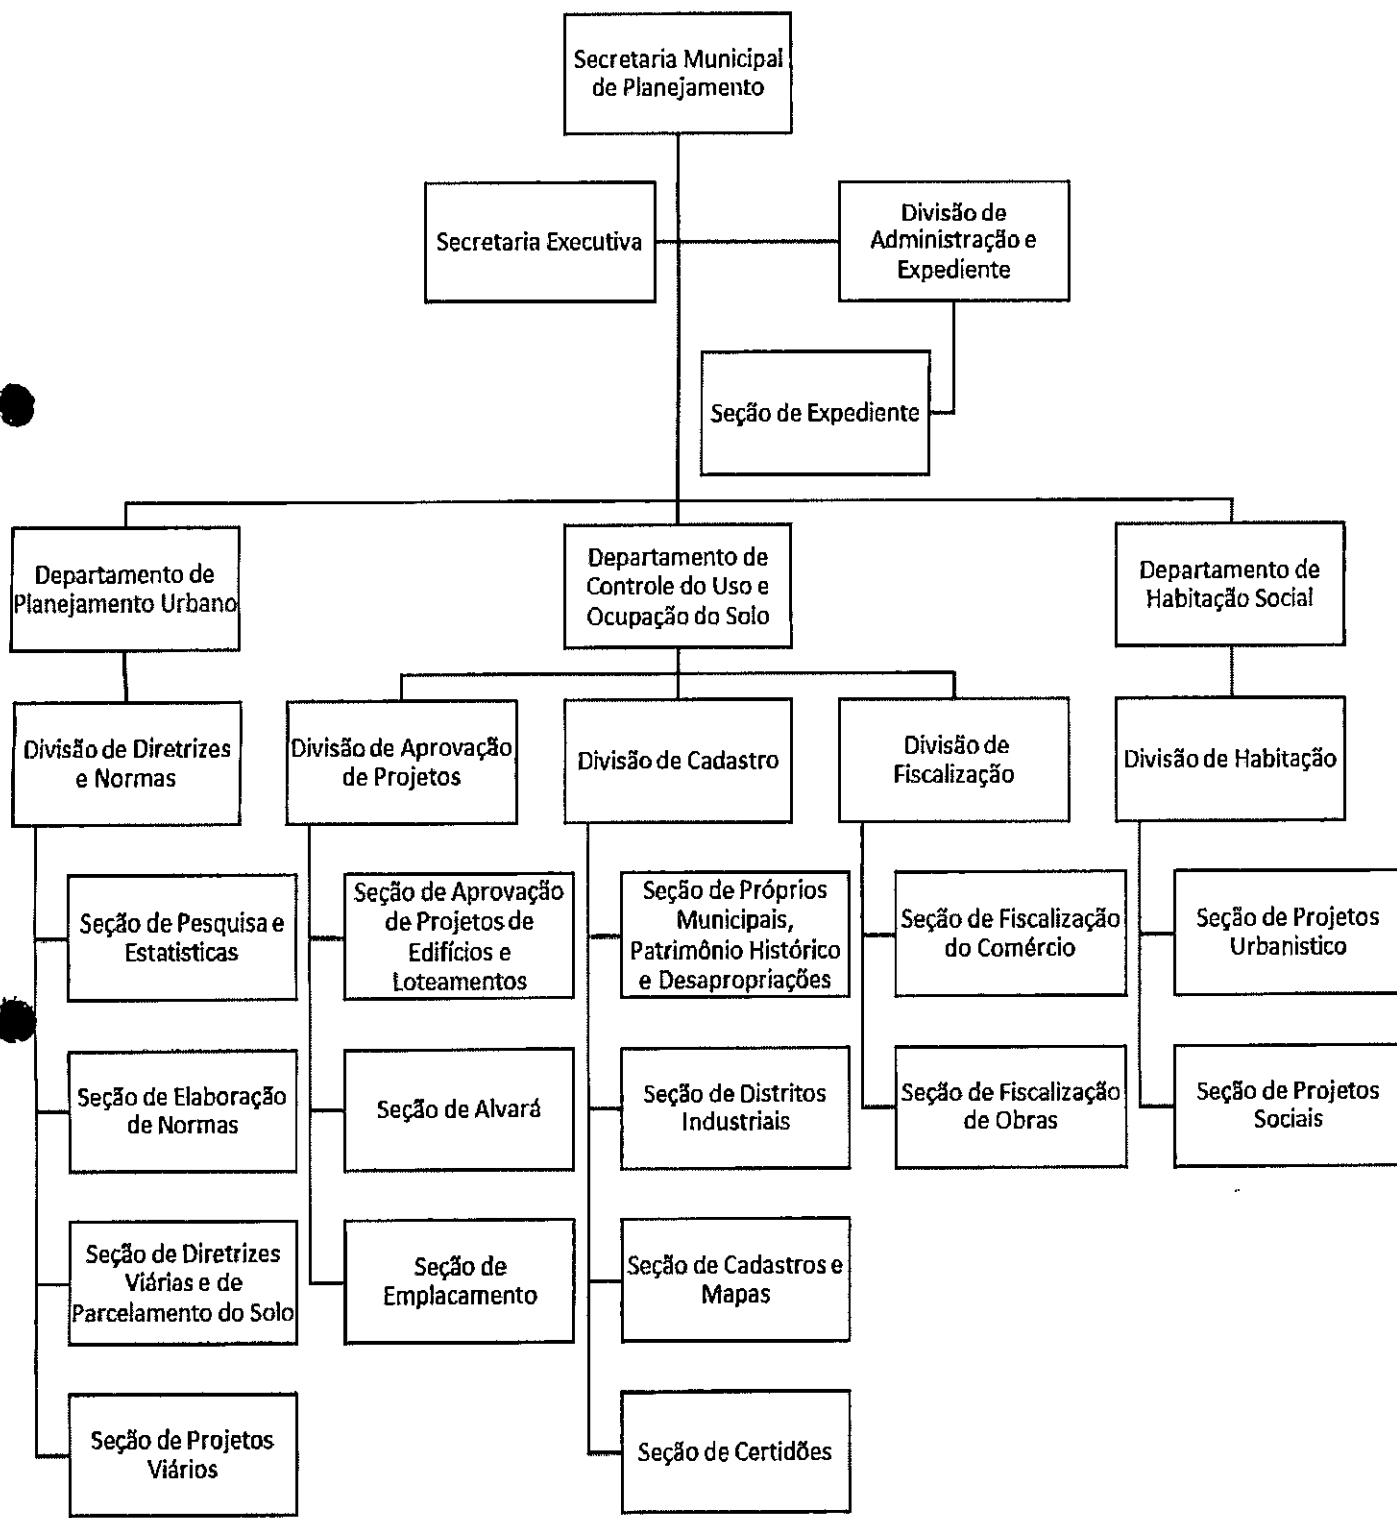 Secretaria Municipal
de Planejamento
Secretaria Executiva
Divisão de
Administração e
Expediente
Seção de Expediente
Departamento de
Planejamento Urbano
Departamento de
Controle do Uso e
Ocupação do Solo
Departamento de
Habitação Social
Divisão de Diretrizes
e Normas
Divisão de Aprovação
de Projetos
Divisão de Cadastro
Divisão de
Fiscalização
Divisão de Habitação
Seção de Pesquisa e
Estatisticas
Seção de Aprovação
de Projetos de
Edifícios e
Loteamentos
Seção de Próprios
Municipais,
Patrimônio Histórico
e Desapropriações
Seção de Fiscalização
do Comércio
Seção de Projetos
Urbanistico
Seção de Elaboração
de Normas
Seção de Alvará
Seção de Distritos
Industriais
Seção de Fiscalização
de Obras
Seção de Projetos
Sociais
Seção de Diretrizes
Viárias e de
Parcelamento do Solo
Seção de
Emplacamento
Seção de Cadastros e
Mapas
Seção de Projetos
Viários
Seção de Certidões